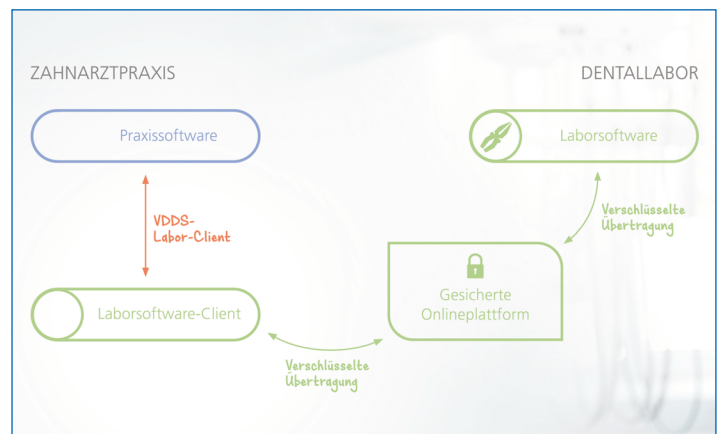 ZAHNARZTPRAXIS
DENTALLABOR
Praxissoftware
Laborsoftware
VDDS-
Labor-Client
Verschlüsselte
Übertragung
Gesicherte
Onlineplattform
Laborsoftware-Client
Verschlüsselte
Übertragung